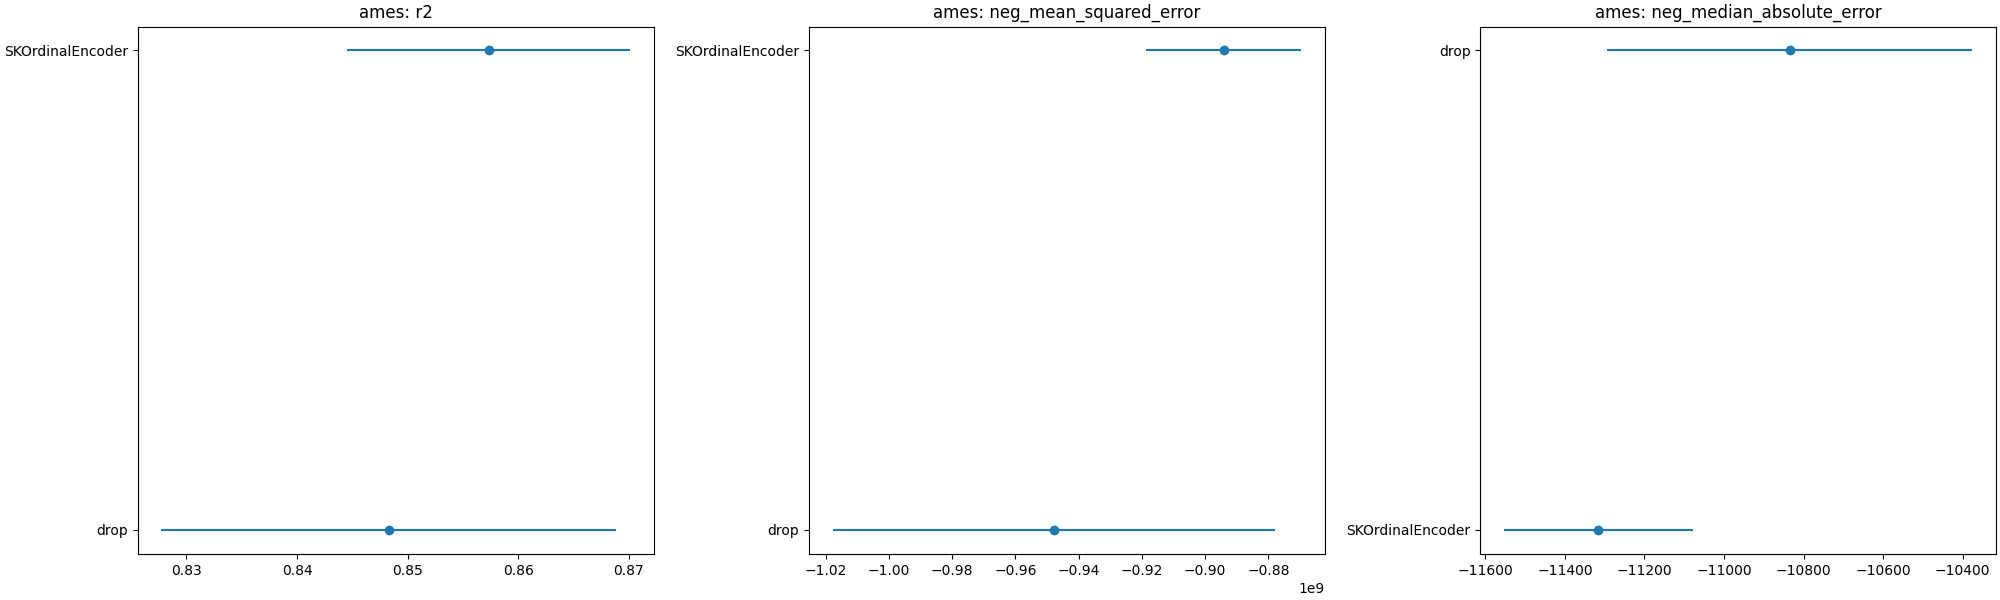 ames: r2
SKOrdinalEncoder
drop
0.83 0.84 0.85 0.86 0.87
ames: neg_mean_squared_error
SKOrdinalEncoder
drop
−1.02 −1.00 −0.98 −0.96 −0.94 −0.92 −0.90 −0.88
1e9
ames: neg_median_absolute_error
drop
SKOrdinalEncoder
−11600 −11400 −11200 −11000 −10800 −10600 −10400